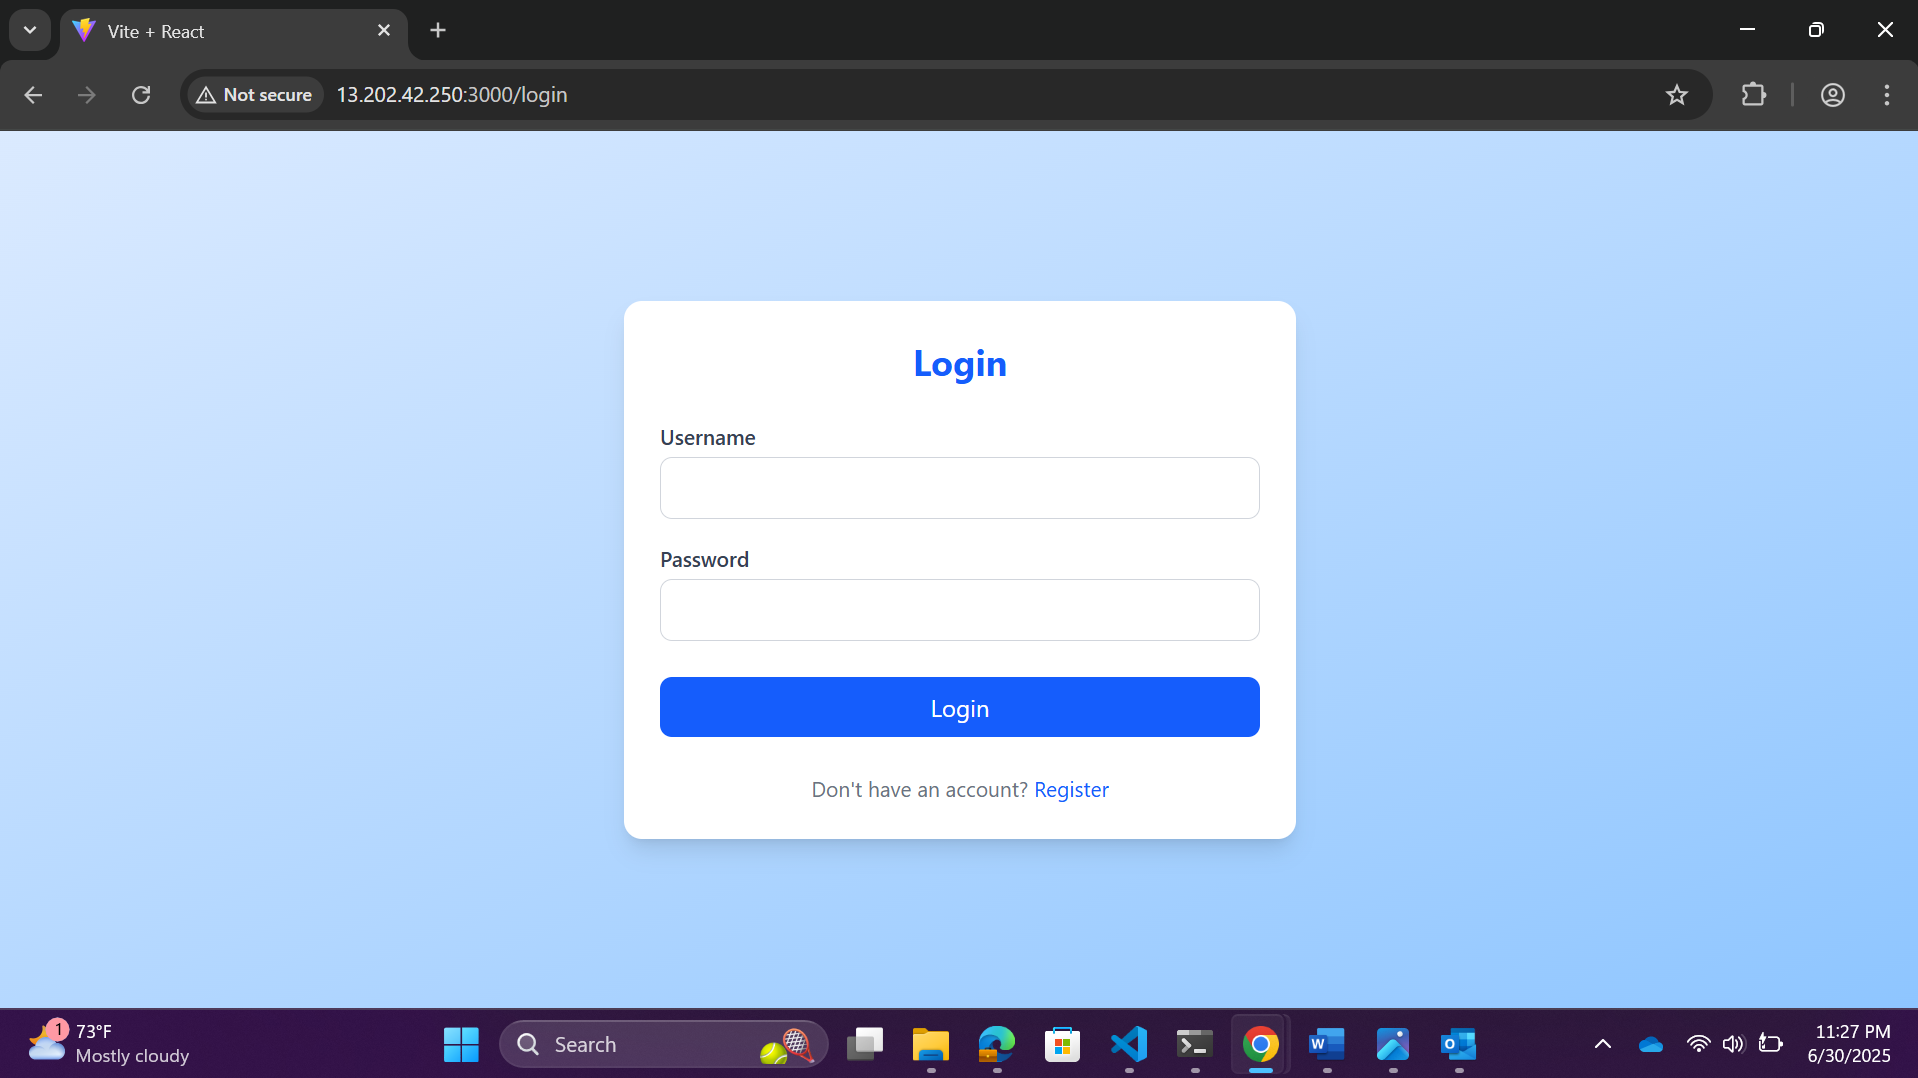 Vite + React
Not secure
13.202.42.250:3000/login
Login
Username
Password
Login
Don't have an account? Register
1
73°F
Mostly cloudy
Search
W
O
11:27 PM
6/30/2025